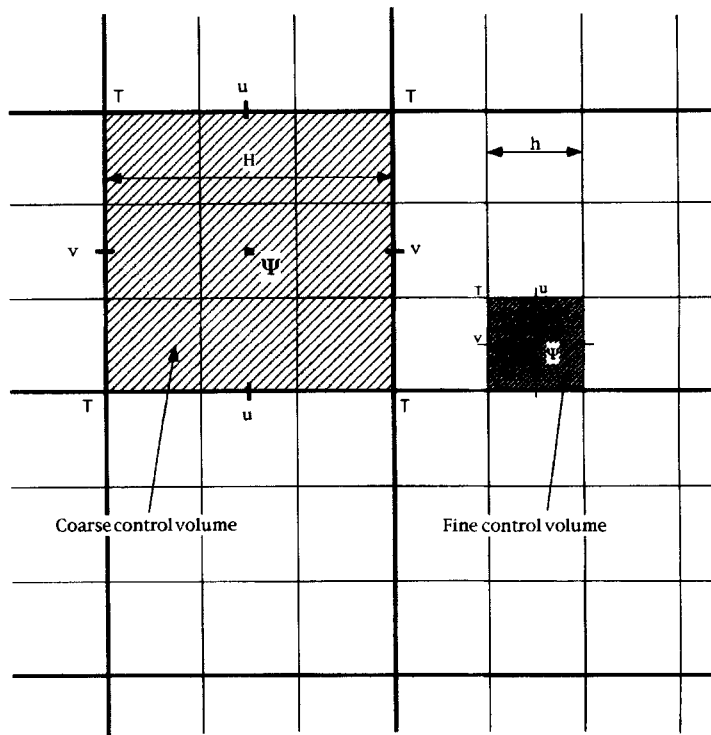 T u T
H h
v Ψ v
T u
v Ψ
T u T
Coarse control volume Fine control volume